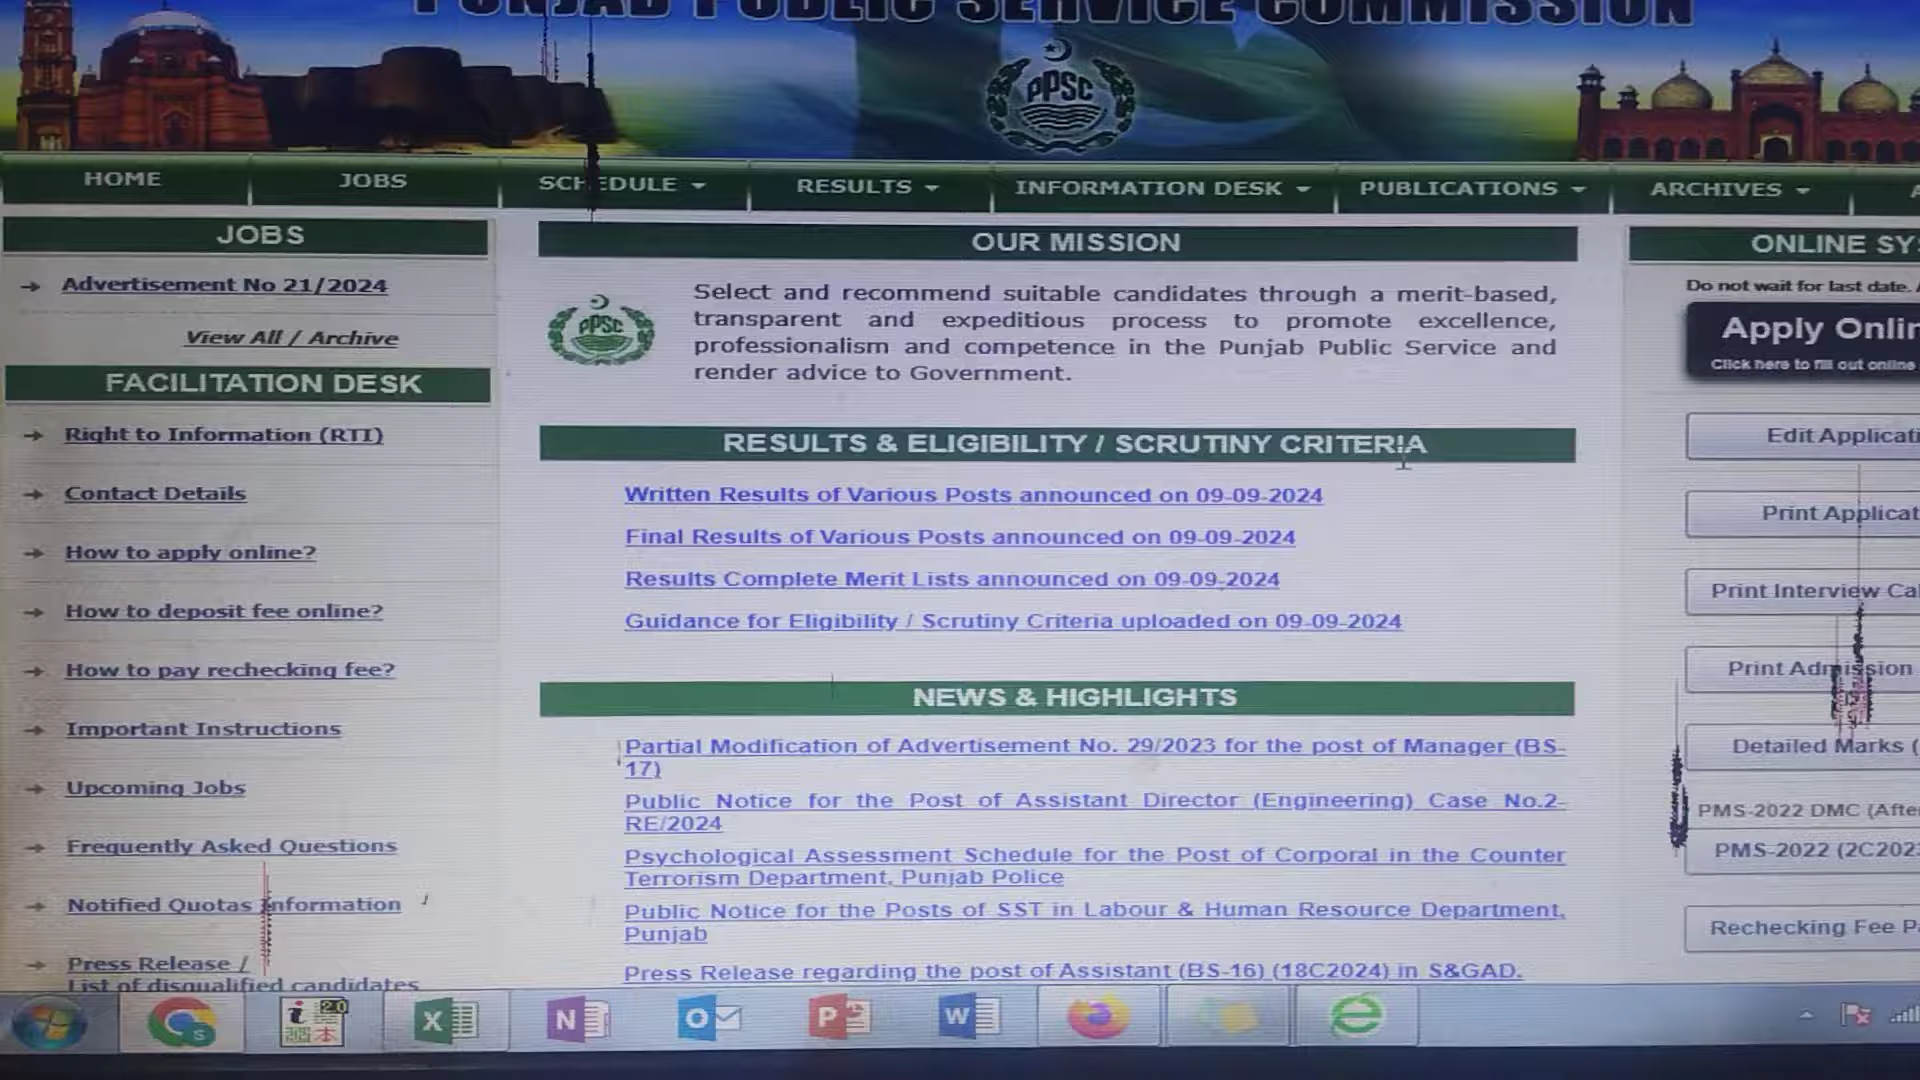 PUNJAB PUBLIC SERVICE COMMISSION
PPSC
HOME
JOBS
SCHEDULE
RESULTS
INFORMATION DESK
PUBLICATIONS
ARCHIVES
A
JOBS
Advertisement No 21/2024
View All / Archive
FACILITATION DESK
Right to Information (RTI)
Contact Details
How to apply online?
How to deposit fee online?
How to pay rechecking fee?
Important Instructions
Upcoming Jobs
Frequently Asked Questions
Notified Quotas Information
Press Release /
List of disqualified candidates
OUR MISSION
PPSC
Select and recommend suitable candidates through a merit-based,
transparent and expeditious process to promote excellence,
professionalism and competence in the Punjab Public Service and
render advice to Government.
RESULTS & ELIGIBILITY / SCRUTINY CRITERIA
Written Results of Various Posts announced on 09-09-2024
Final Results of Various Posts announced on 09-09-2024
Results Complete Merit Lists announced on 09-09-2024
Guidance for Eligibility / Scrutiny Criteria uploaded on 09-09-2024
NEWS & HIGHLIGHTS
Partial Modification of Advertisement No. 29/2023 for the post of Manager (BS-
17)
Public Notice for the Post of Assistant Director (Engineering) Case No.2-
RE/2024
Psychological Assessment Schedule for the Post of Corporal in the Counter
Terrorism Department, Punjab Police
Public Notice for the Posts of SST in Labour & Human Resource Department,
Punjab
Press Release regarding the post of Assistant (BS-16) (18C2024) in S&GAD.
ONLINE SY
Do not wait for last date. A
Apply Onlin
Click here to fill out online
Edit Applicati
Print Applicat
Print Interview Cal
Print Admission
Detailed Marks (
PMS-2022 DMC (After
PMS-2022 (2C2023
Rechecking Fee P
S
i 2.0
X
N
O
P
W